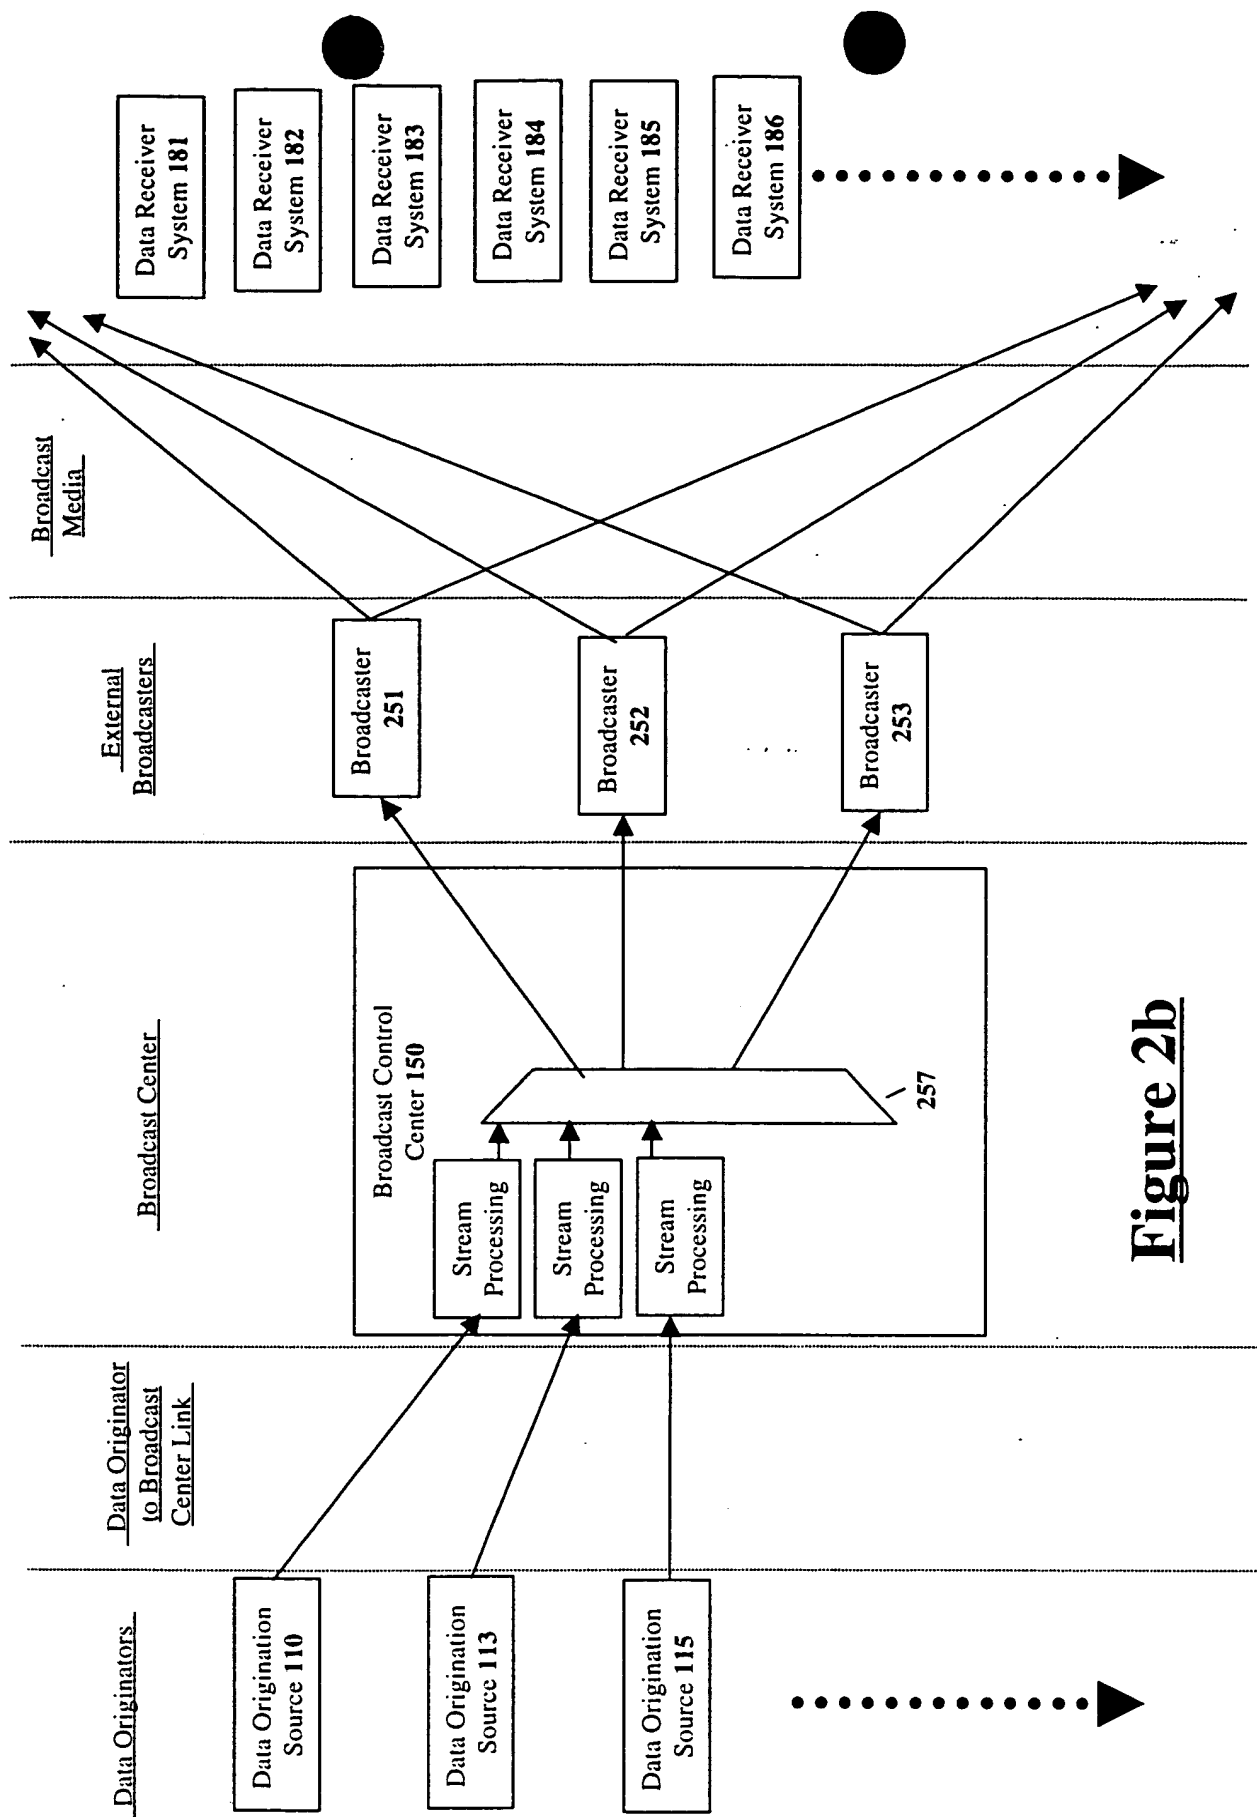 Data Originators
Data Originator
to Broadcast
Center Link
Broadcast Center
External
Broadcasters
Broadcast
Media
Data Origination
Source 110
Data Origination
Source 113
Data Origination
Source 115
Broadcast Control
Center 150
Stream
Processing
Stream
Processing
Stream
Processing
257
Broadcaster
251
Broadcaster
252
Broadcaster
253
Data Receiver
System 181
Data Receiver
System 182
Data Receiver
System 183
Data Receiver
System 184
Data Receiver
System 185
Data Receiver
System 186
Figure 2b